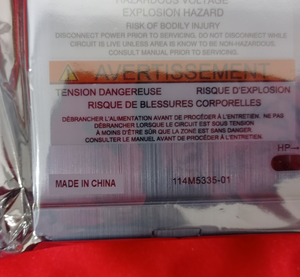 HAZARDOUS VOLTAGE
EXPLOSION HAZARD
RISK OF BODILY INJURY
DISCONNECT POWER PRIOR TO SERVICING. DO NOT DISCONNECT WHILE
CIRCUIT IS LIVE UNLESS AREA IS KNOW TO BE NON-HAZARDOUS.
CONSULT MANUAL PRIOR TO SERVICING.
AVERTISSEMENT
TENSION DANGEREUSE RISQUE D'EXPLOSION
RISQUE DE BLESSURES CORPORELLES
DÉBRANCHER L'ALIMENTATION AVANT DE PROCÉDER À L'ENTRETIEN. NE PAS
DÉBRANCHER LORSQUE LE CIRCUIT EST SOUS TENSION
À MOINS D'ÊTRE SÛR QUE LA ZONE EST SANS DANGER.
CONSULTER LE MANUEL AVANT DE PROCÉDER À L'ENTRETIEN.
HP
MADE IN CHINA 114M5335-01